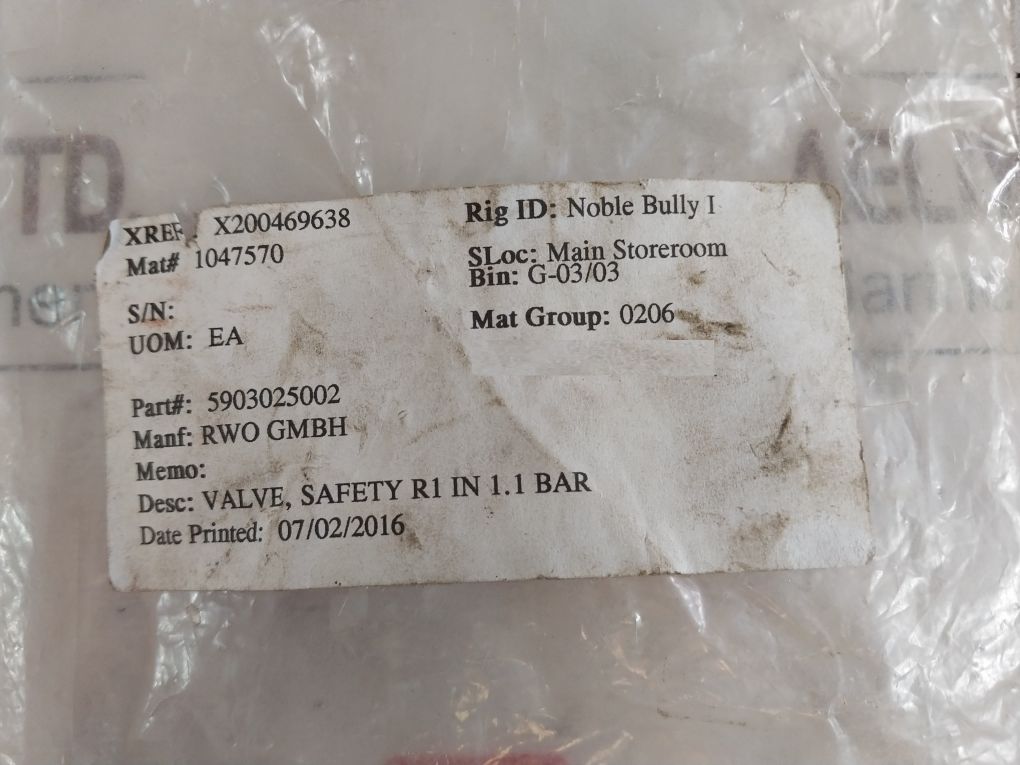 XREF: X200469638
Mat# 1047570
S/N:
UOM: EA
Part#: 5903025002
Manf: RWO GMBH
Memo:
Desc: VALVE, SAFETY R1 IN 1.1 BAR
Date Printed: 07/02/2016
Rig ID: Noble Bully I
SLoc: Main Storeroom
Bin: G-03/03
Mat Group: 0206